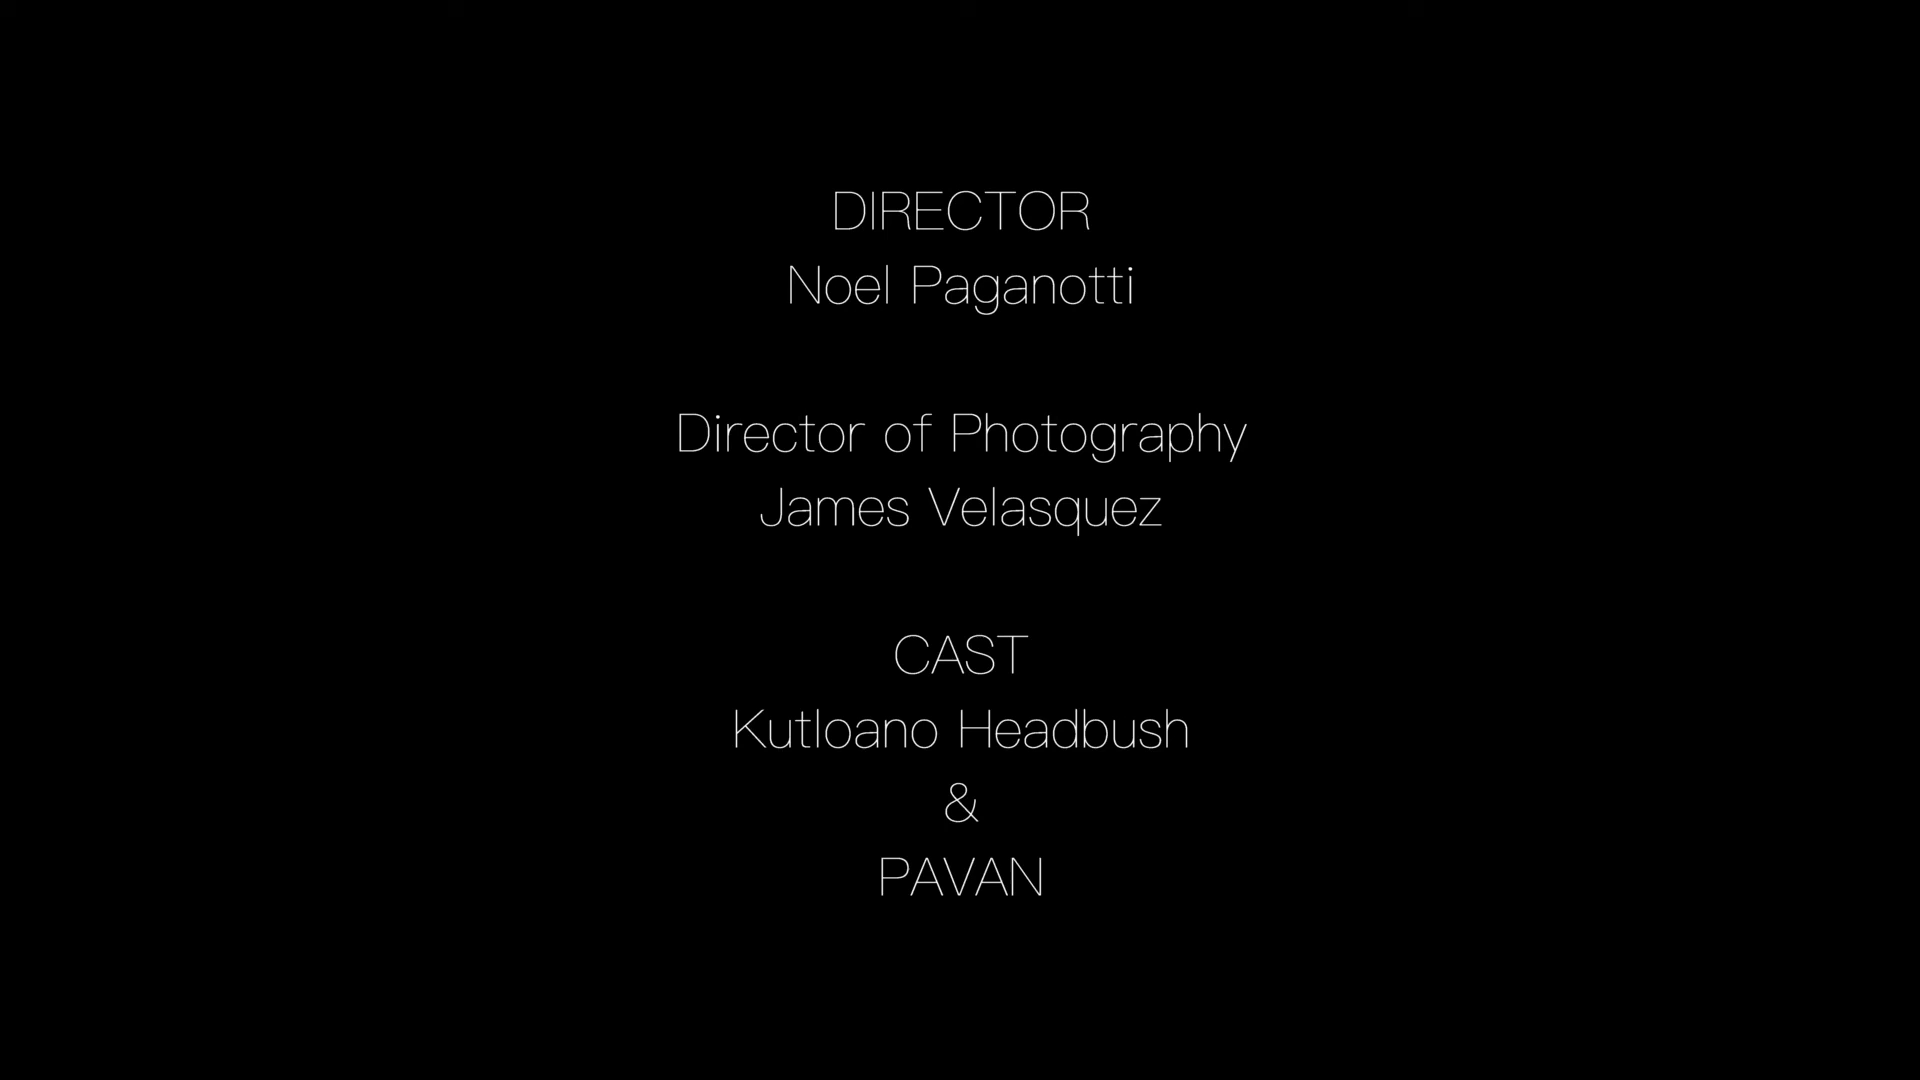 DIRECTOR
Noel Paganotti
Director of Photography
James Velasquez
CAST
Kutloano Headbush
&
PAVAN